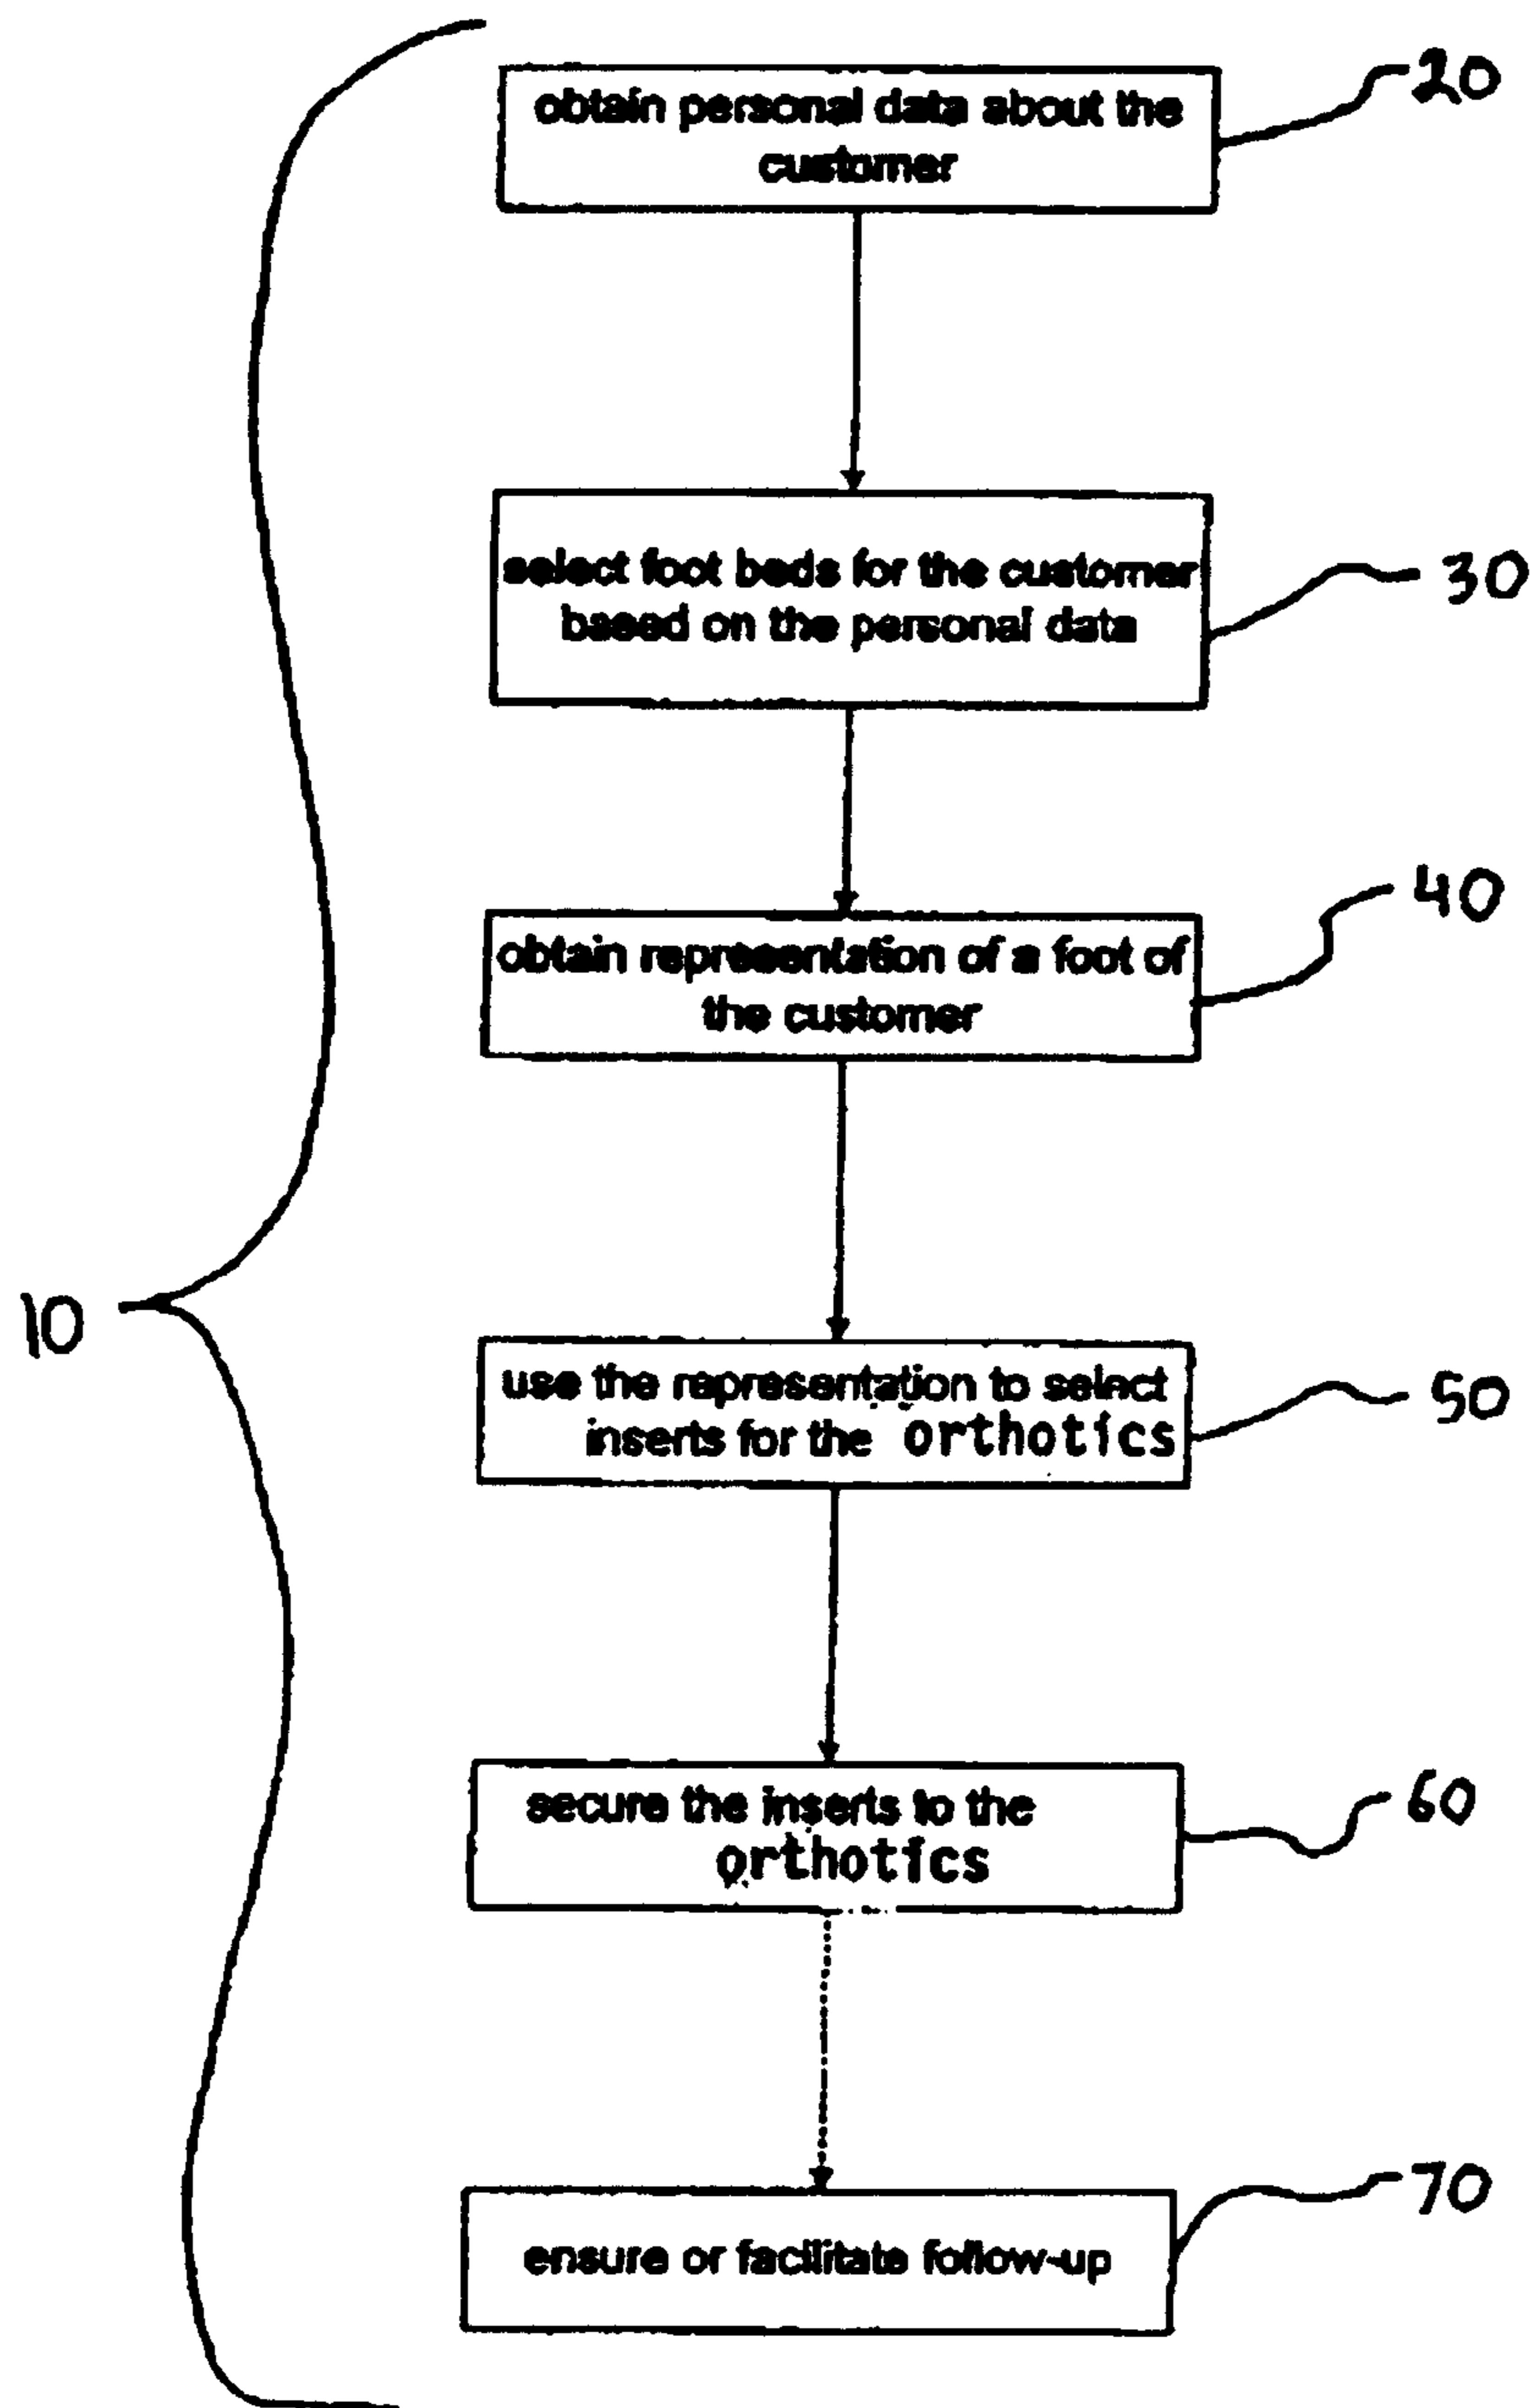 obtain personal data about the
customer
20
select foot beds for the customer
based on the personal data
30
obtain representation of a foot of
the customer
40
10
use the representation to select
inserts for the orthotics
50
secure the inserts to the
orthotics
60
ensure or facilitate follow-up
70